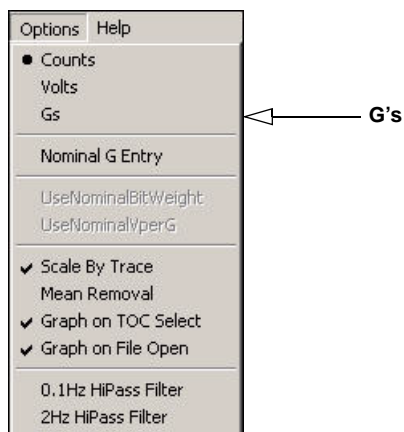 Options Help
Counts
Volts
Gs
G's
Nominal G Entry
UseNominalBitWeight
UseNominalVperG
Scale By Trace
Mean Removal
Graph on TOC Select
Graph on File Open
0.1Hz HiPass Filter
2Hz HiPass Filter